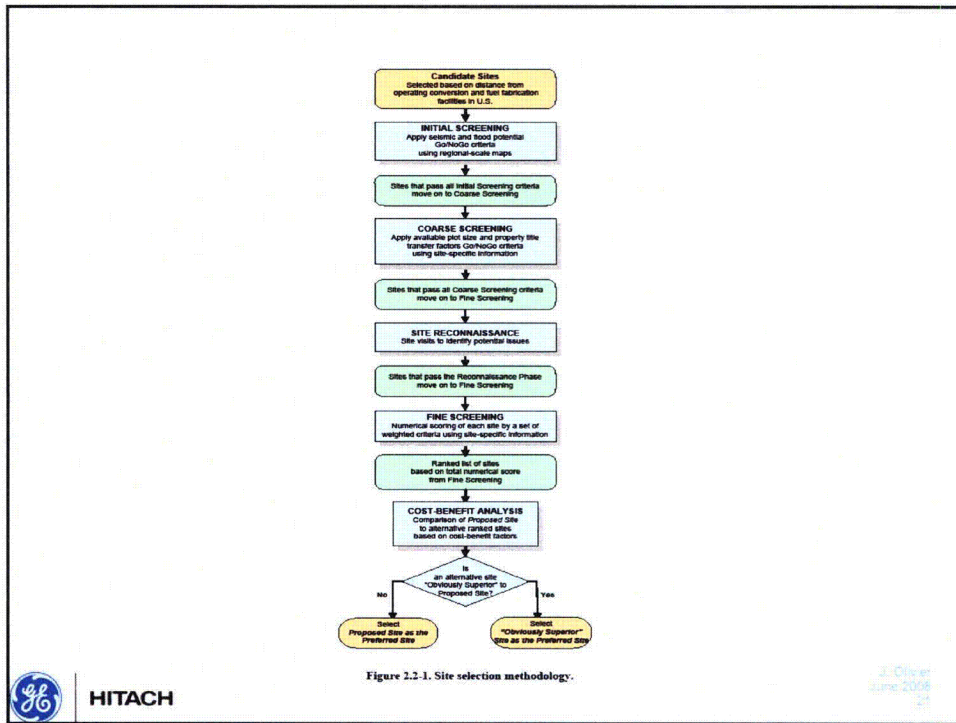 Candidate Sites
Selected based on distance from
operating conversion and fuel fabrication
facilities in U.S.
INITIAL SCREENING
Apply seismic and flood potential
Go/NoGo criteria
using regional-scale maps
Sites that pass all Initial Screening criteria
move on to Coarse Screening
COARSE SCREENING
Apply available plot size and property title
transfer factors Go/NoGo criteria
using site-specific information
Sites that pass all Coarse Screening criteria
move on to Fine Screening
SITE RECONNAISSANCE
Site visits to identify potential issues
Sites that pass the Reconnaissance Phase
move on to Fine Screening
FINE SCREENING
Numerical scoring of each site by a set of
weighted criteria using site-specific information
Ranked list of sites
based on total numerical score
from Fine Screening
COST-BENEFIT ANALYSIS
Comparison of Proposed Site
to alternative ranked sites
based on cost-benefit factors
Is
an alternative site
"Obviously Superior" to
Proposed Site?
No
Yes
Select
Proposed Site as the
Preferred Site
Select
"Obviously Superior"
Site as the Preferred Site
Figure 2.2-1. Site selection methodology.
GE
HITACH
J. Olivier
June 2008
21